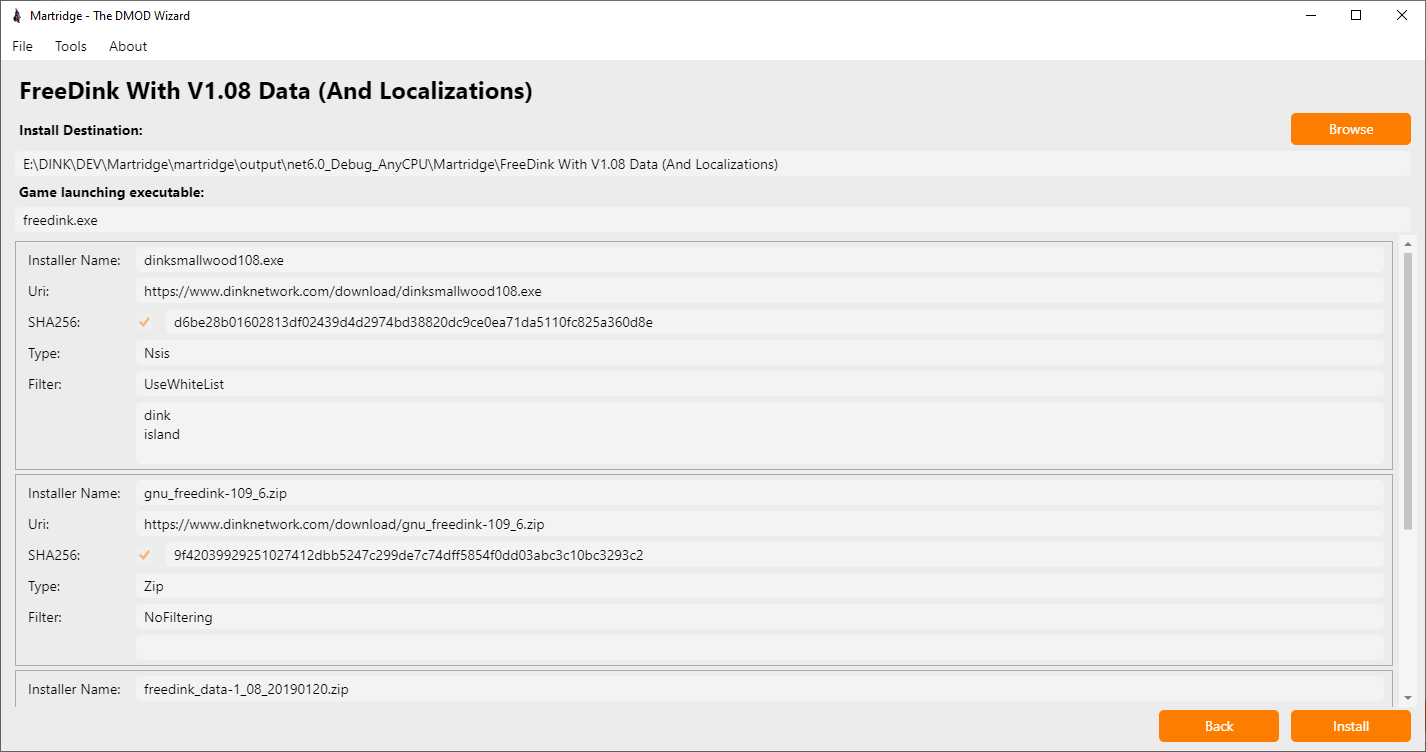 Martridge - The DMOD Wizard
File Tools About
FreeDink With V1.08 Data (And Localizations)
Install Destination:
Browse
E:\DINK\DEV\Martridge\martridge\output\net6.0_Debug_AnyCPU\Martridge\FreeDink With V1.08 Data (And Localizations)
Game launching executable:
freedink.exe
Installer Name: dinksmallwood108.exe
Uri: https://www.dinknetwork.com/download/dinksmallwood108.exe
SHA256: d6be28b01602813df02439d4d2974bd38820dc9ce0ea71da5110fc825a360d8e
Type: Nsis
Filter: UseWhiteList
dink
island
Installer Name: gnu_freedink-109_6.zip
Uri: https://www.dinknetwork.com/download/gnu_freedink-109_6.zip
SHA256: 9f42039929251027412dbb5247c299de7c74dff5854f0dd03abc3c10bc3293c2
Type: Zip
Filter: NoFiltering
Installer Name: freedink_data-1_08_20190120.zip
Back Install